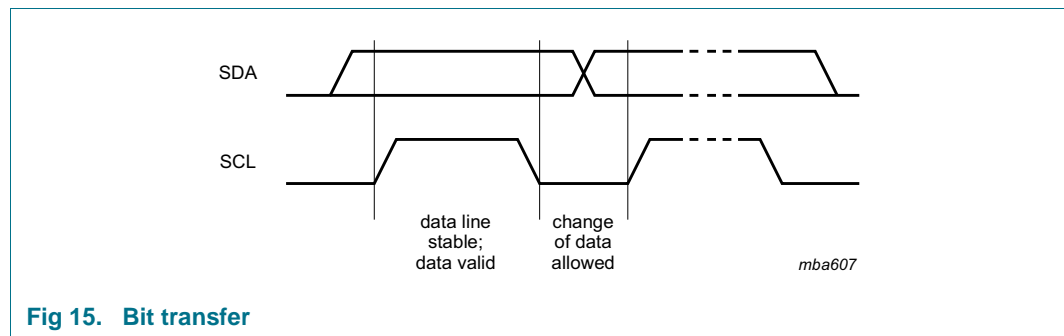 SDA
SCL
data line
stable;
data valid
change
of data
allowed
mba607
Fig 15. Bit transfer